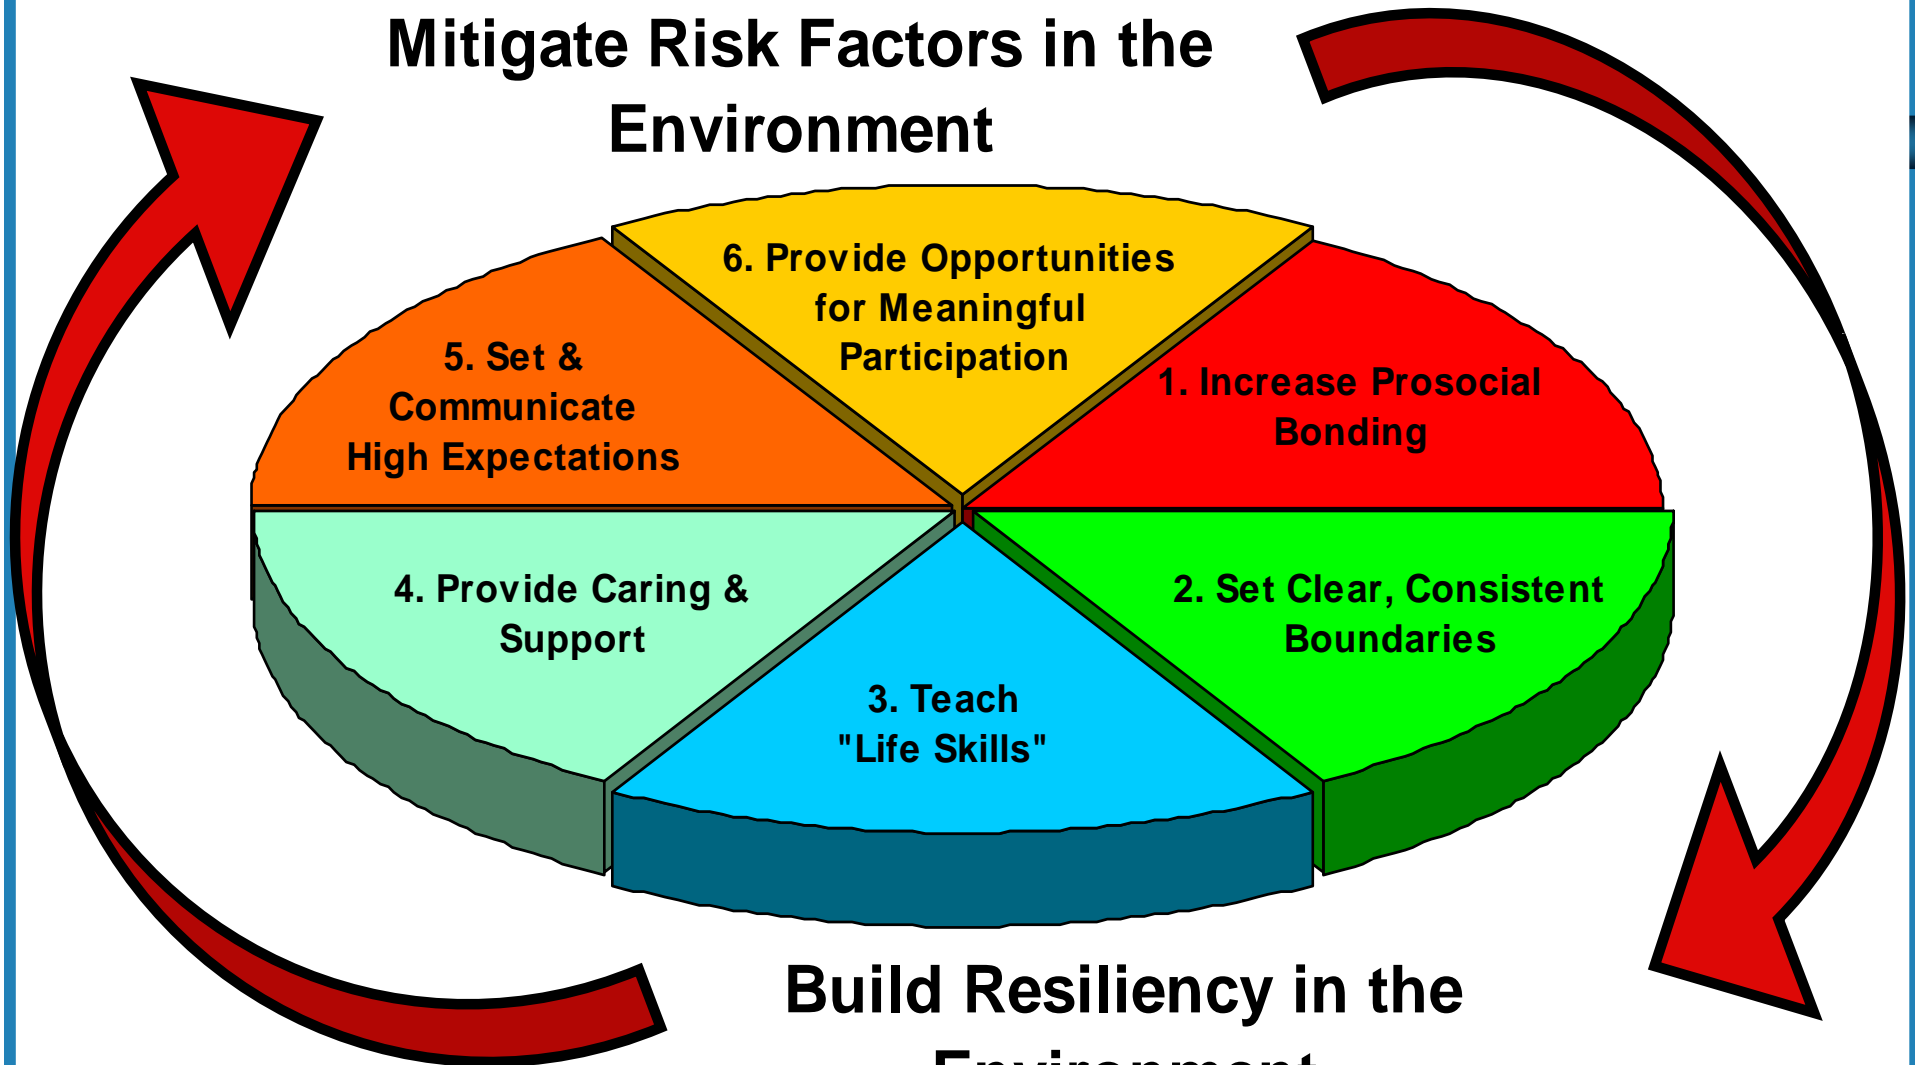 Mitigate Risk Factors in the
Environment
6. Provide Opportunities
for Meaningful
Participation
1. Increase Prosocial
Bonding
2. Set Clear, Consistent
Boundaries
3. Teach
"Life Skills"
4. Provide Caring &
Support
5. Set &
Communicate
High Expectations
Build Resiliency in the
Environment